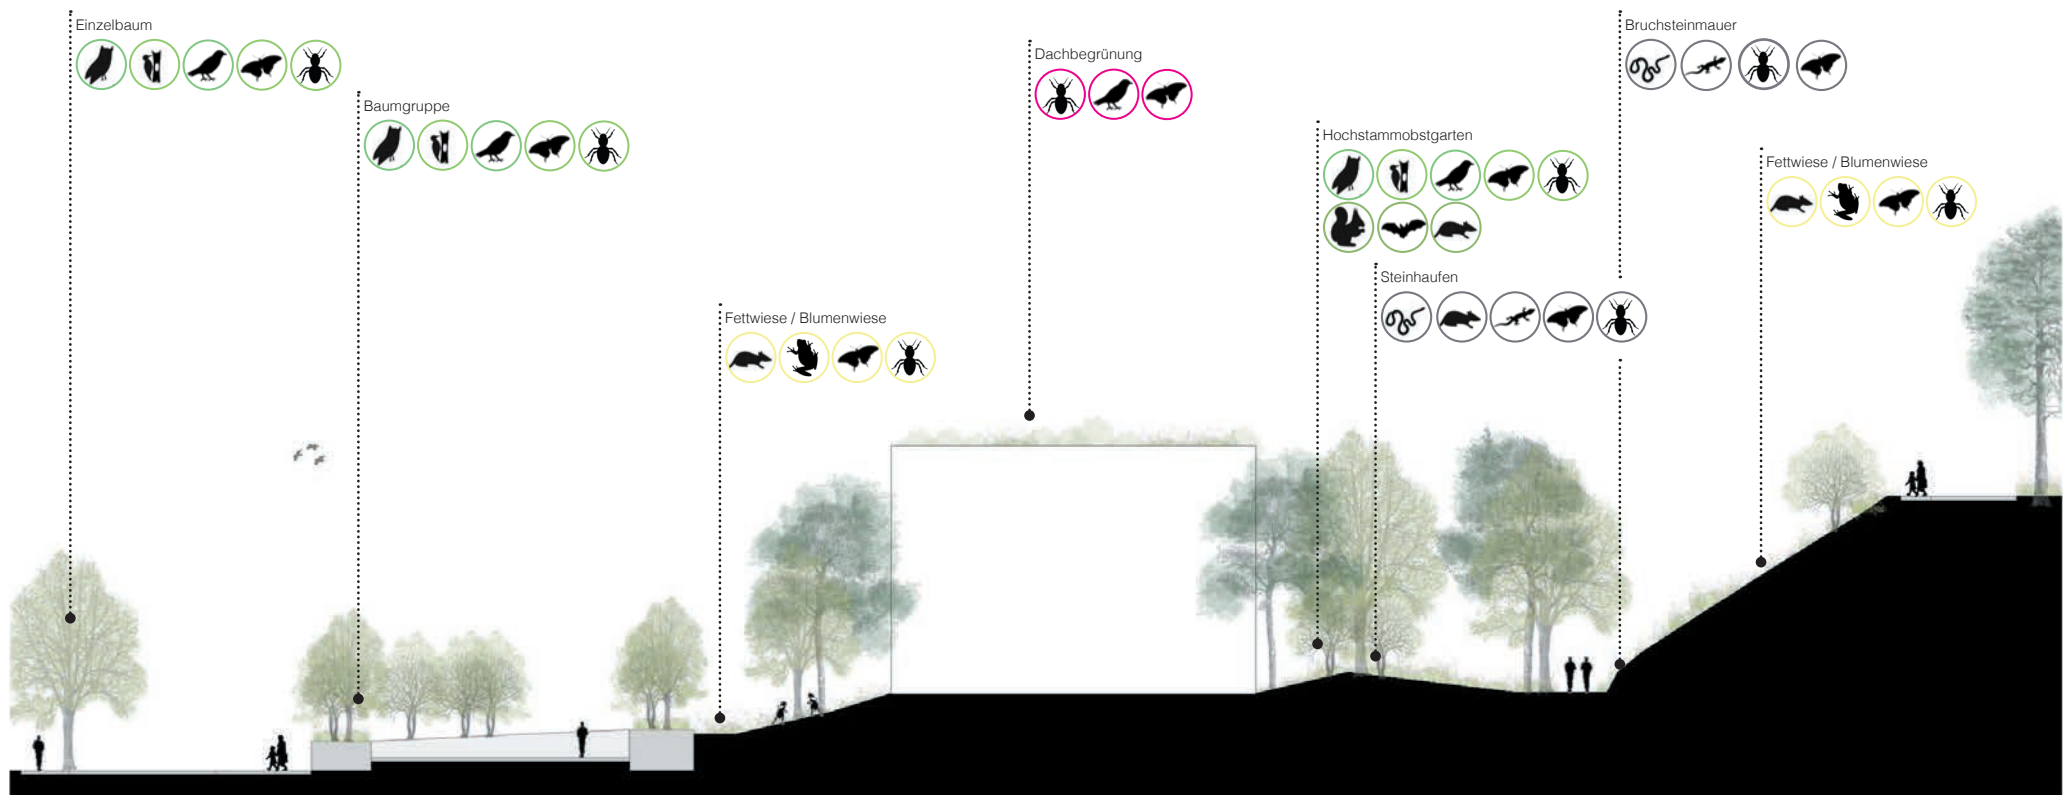 Einzelbaum
Baumgruppe
Fettwiese / Blumenwiese
Dachbegrünung
Hochstammobstgarten
Steinhaufen
Bruchsteinmauer
Fettwiese / Blumenwiese